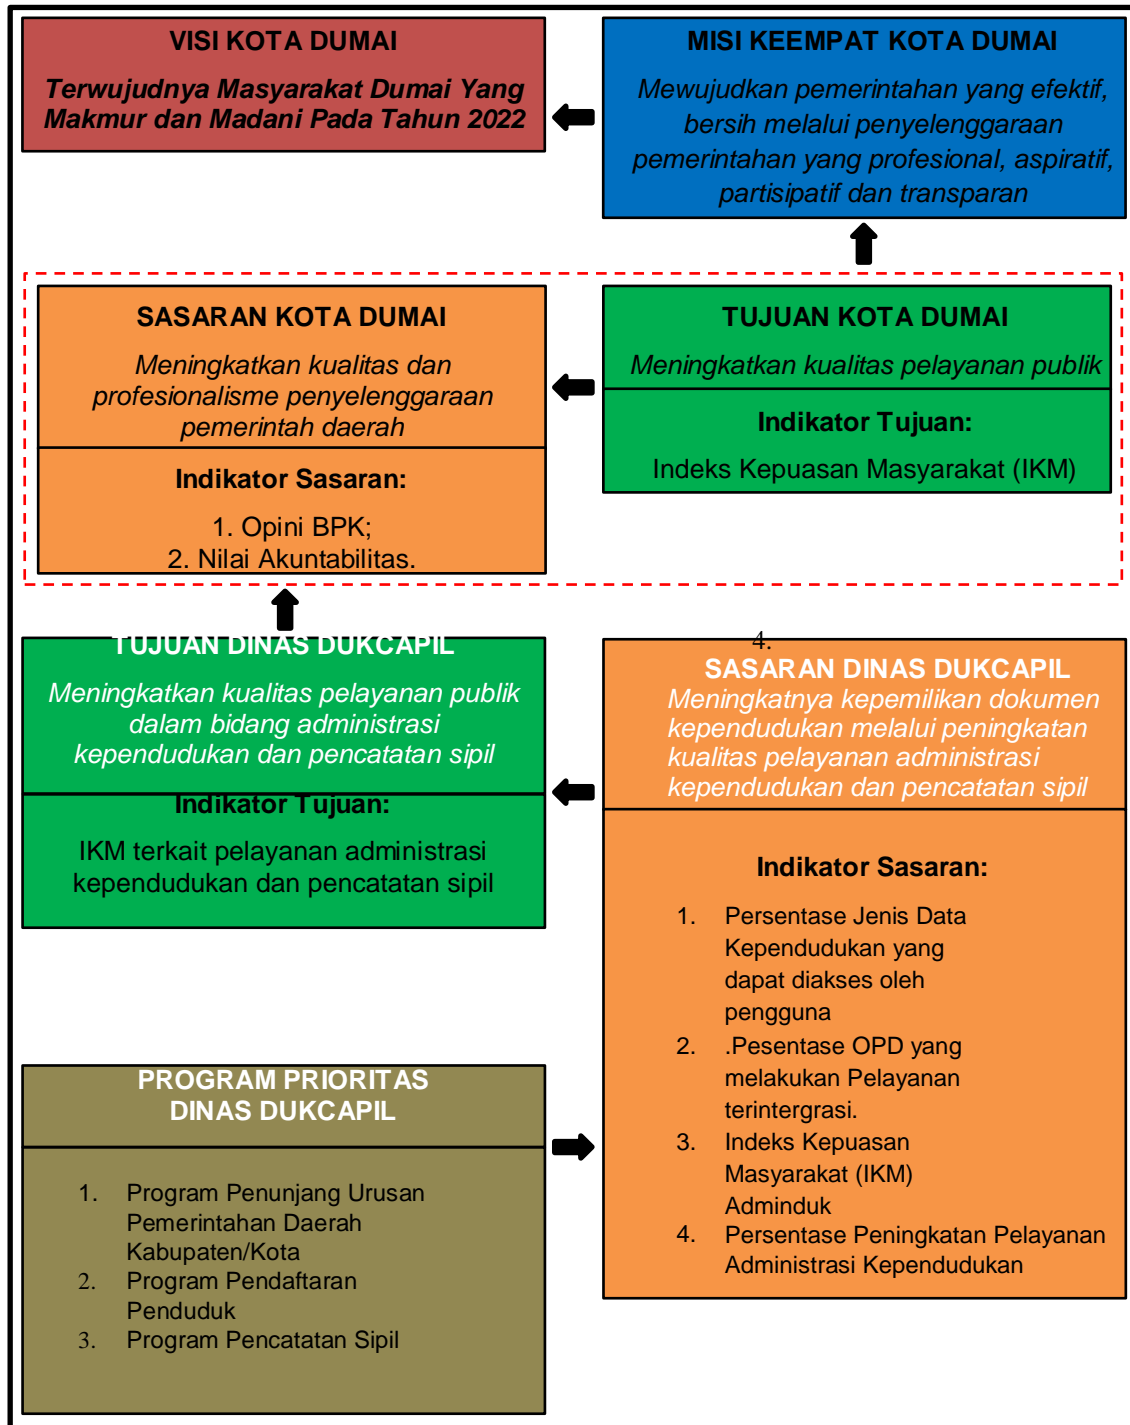 VISI KOTA DUMAI
Terwujudnya Masyarakat Dumai Yang
Makmur dan Madani Pada Tahun 2022
MISI KEEMPAT KOTA DUMAI
Mewujudkan pemerintahan yang efektif,
bersih melalui penyelenggaraan
pemerintahan yang profesional, aspiratif,
partisipatif dan transparan
SASARAN KOTA DUMAI
Meningkatkan kualitas dan
profesionalisme penyelenggaraan
pemerintah daerah
Indikator Sasaran:
1. Opini BPK;
2. Nilai Akuntabilitas.
TUJUAN KOTA DUMAI
Meningkatkan kualitas pelayanan publik
Indikator Tujuan:
Indeks Kepuasan Masyarakat (IKM)
TUJUAN DINAS DUKCAPIL
Meningkatkan kualitas pelayanan publik
dalam bidang administrasi
kependudukan dan pencatatan sipil
Indikator Tujuan:
IKM terkait pelayanan administrasi
kependudukan dan pencatatan sipil
4.
SASARAN DINAS DUKCAPIL
Meningkatnya kepemilikan dokumen
kependudukan melalui peningkatan
kualitas pelayanan administrasi
kependudukan dan pencatatan sipil
Indikator Sasaran:
1. Persentase Jenis Data
Kependudukan yang
dapat diakses oleh
pengguna
2. .Pesentase OPD yang
melakukan Pelayanan
terintergrasi.
3. Indeks Kepuasan
Masyarakat (IKM)
Adminduk
4. Persentase Peningkatan Pelayanan
Administrasi Kependudukan
PROGRAM PRIORITAS
DINAS DUKCAPIL
1. Program Penunjang Urusan
Pemerintahan Daerah
Kabupaten/Kota
2. Program Pendaftaran
Penduduk
3. Program Pencatatan Sipil